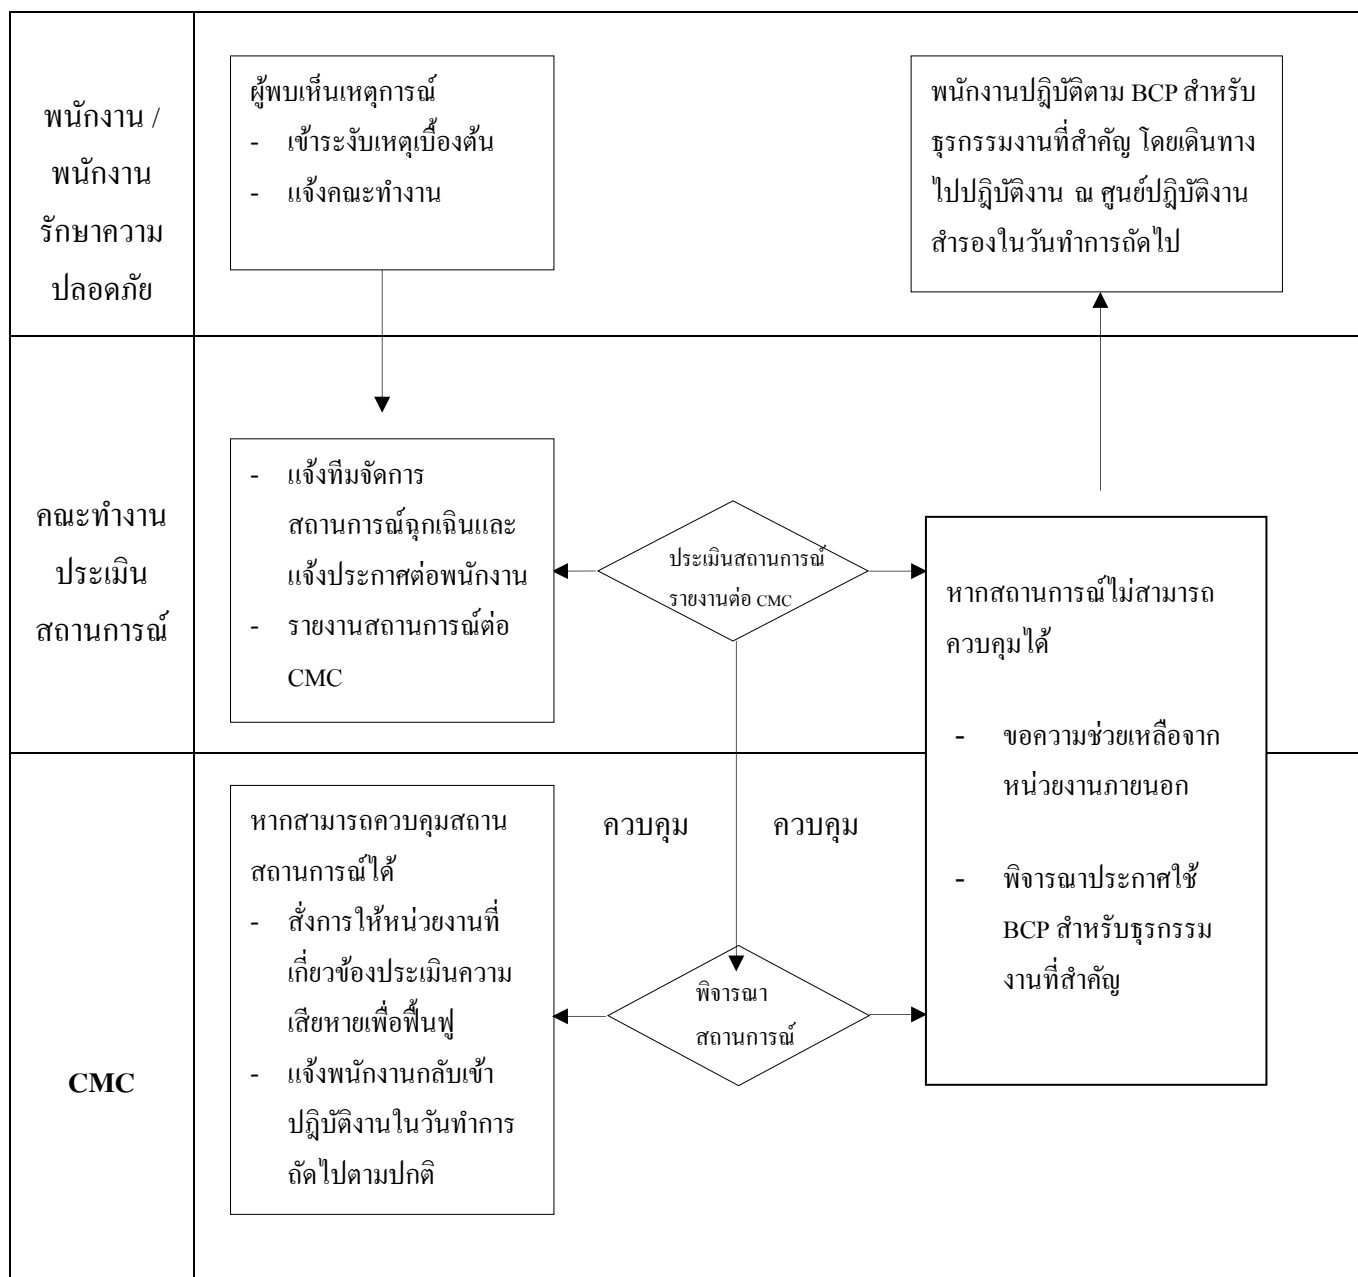 พนักงาน /
พนักงาน
รักษาความ
ปลอดภัย
ผู้พบเห็นเหตุการณ์
- เข้าระงับเหตุเบื้องต้น
- แจ้งคณะทำงาน
พนักงานปฎิบัติตาม BCP สำหรับ
ธุรกรรมงานที่สำคัญ โดยเดินทาง
ไปปฎิบัติงาน ณ ศูนย์ปฎิบัติงาน
สำรองในวันทำการถัดไป
คณะทำงาน
ประเมิน
สถานการณ์
- แจ้งทีมจัดการ
สถานการณ์ฉุกเฉินและ
แจ้งประกาศต่อพนักงาน
- รายงานสถานการณ์ต่อ
CMC
ประเมินสถานการณ์
รายงานต่อ CMC
หากสถานการณ์ไม่สามารถ
ควบคุมได้
- ขอความช่วยเหลือจาก
หน่วยงานภายนอก
- พิจารณาประกาศใช้
BCP สำหรับธุรกรรม
งานที่สำคัญ
CMC
หากสามารถควบคุมสถาน
สถานการณ์ได้
- สั่งการให้หน่วยงานที่
เกี่ยวข้องประเมินความ
เสียหายเพื่อฟื้นฟู
- แจ้งพนักงานกลับเข้า
ปฎิบัติงานในวันทำการ
ถัดไปตามปกติ
ควบคุม
ควบคุม
พิจารณา
สถานการณ์